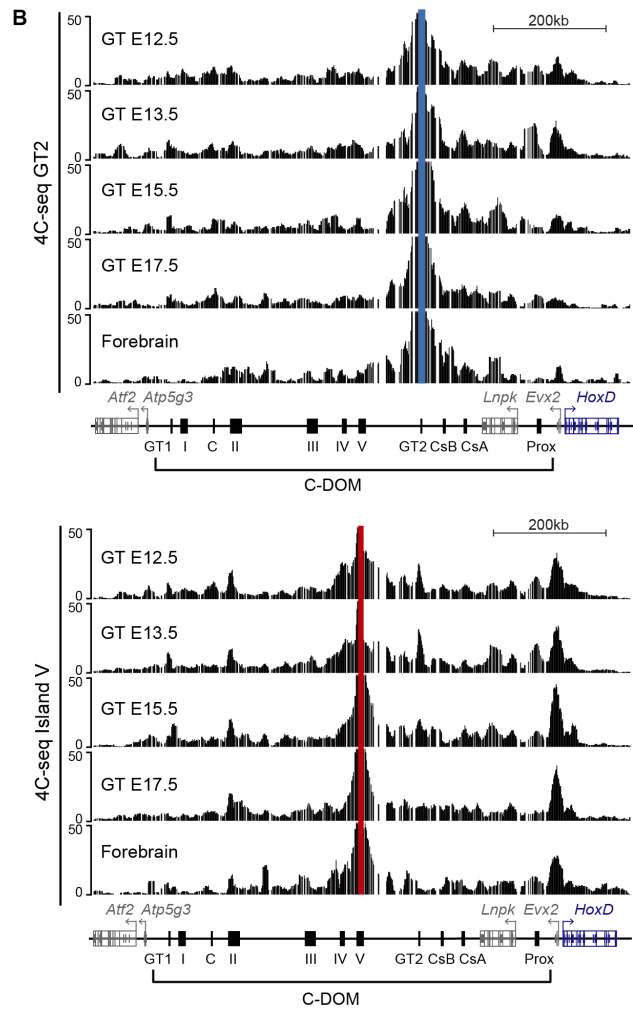 B
200kb
4C-seq GT2
50
GT E12.5
0
50
GT E13.5
0
50
GT E15.5
0
50
GT E17.5
0
50
Forebrain
0
Atf2 Atp5g3 Lnpk Evx2 HoxD
GT1 I C II III IV V GT2 CsB CsA Prox
C-DOM
200kb
4C-seq Island V
50
GT E12.5
0
50
GT E13.5
0
50
GT E15.5
0
50
GT E17.5
0
50
Forebrain
0
Atf2 Atp5g3 Lnpk Evx2 HoxD
GT1 I C II III IV V GT2 CsB CsA Prox
C-DOM